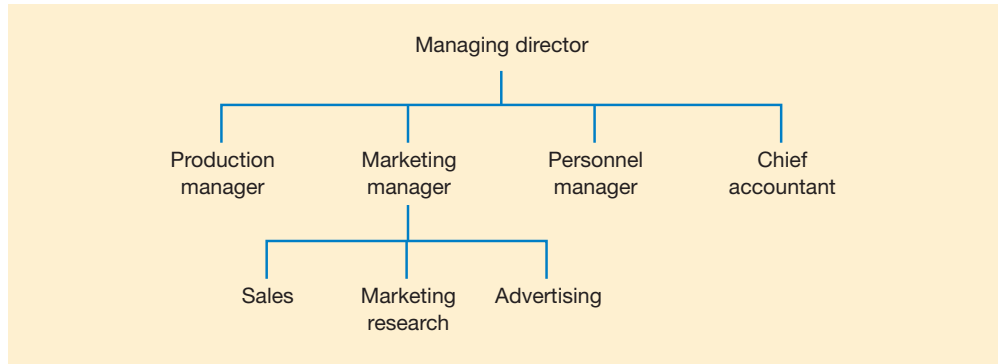 Managing director
Production
manager
Marketing
manager
Personnel
manager
Chief
accountant
Sales
Marketing
research
Advertising